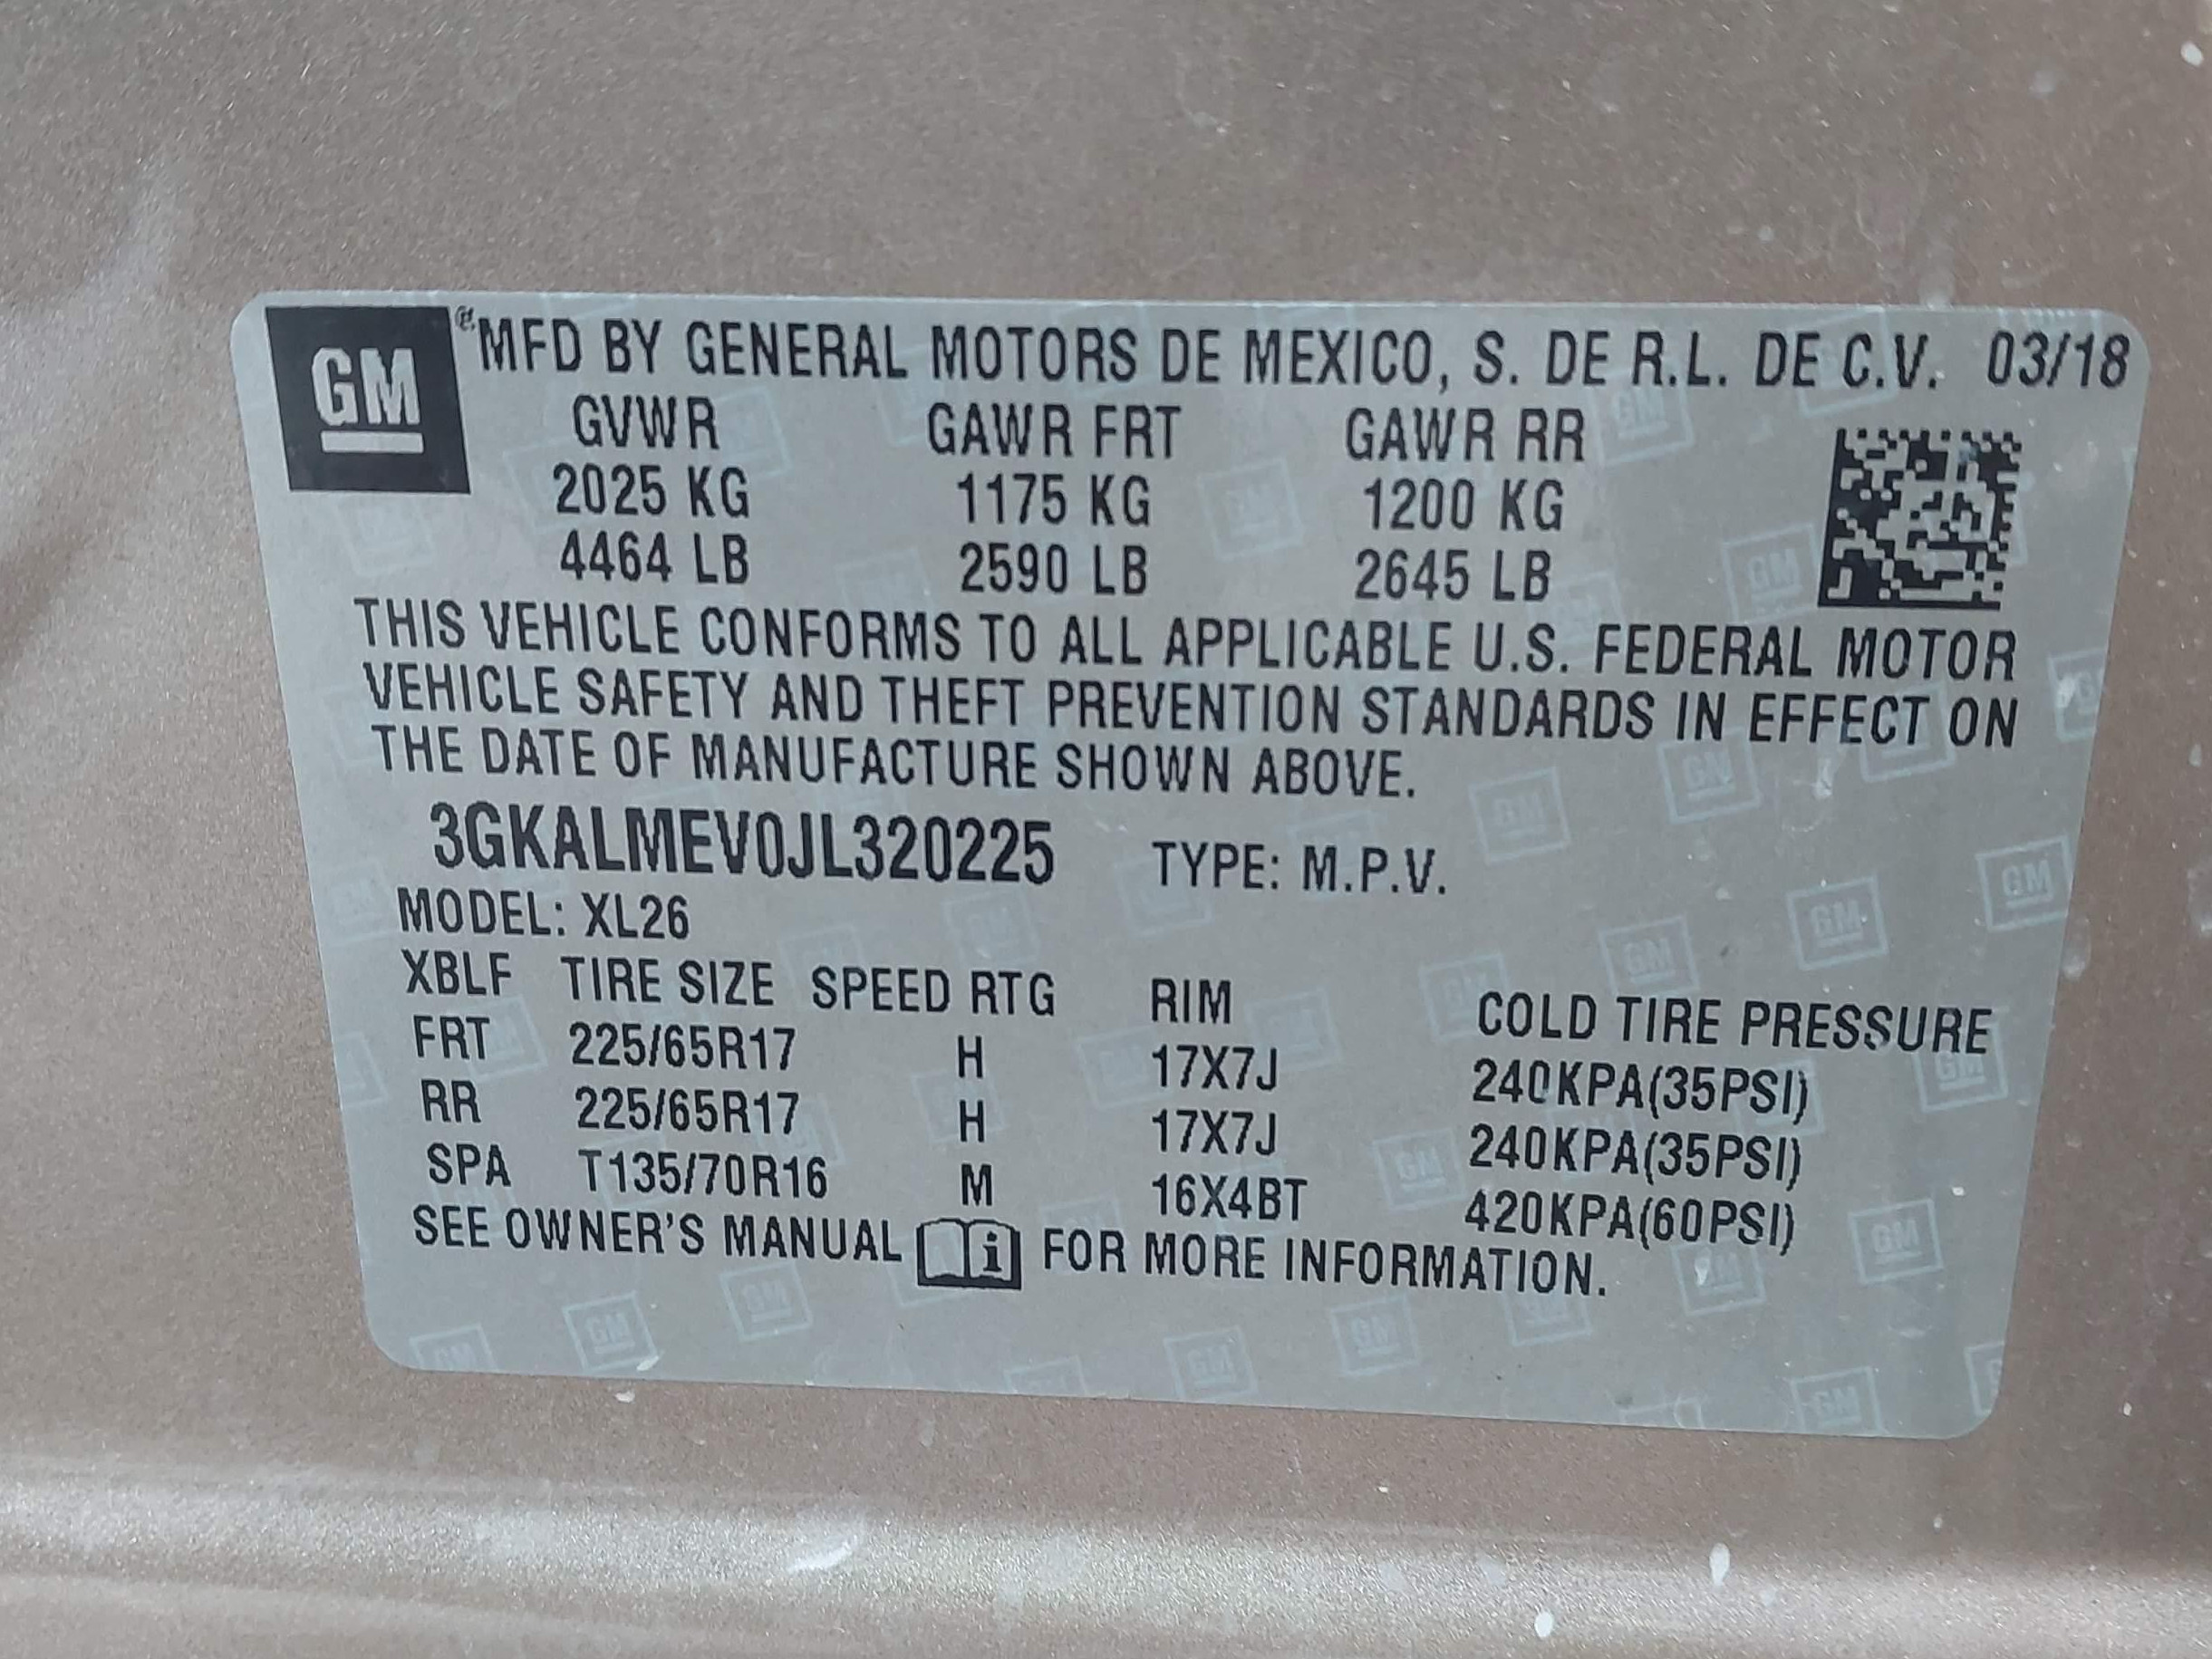 GM
® MFD BY GENERAL MOTORS DE MEXICO, S. DE R.L. DE C.V. 03/18
GVWR GAWR FRT GAWR RR
2025 KG 1175 KG 1200 KG
4464 LB 2590 LB 2645 LB
THIS VEHICLE CONFORMS TO ALL APPLICABLE U.S. FEDERAL MOTOR
VEHICLE SAFETY AND THEFT PREVENTION STANDARDS IN EFFECT ON
THE DATE OF MANUFACTURE SHOWN ABOVE.
3GKALMEV0JL320225 TYPE: M.P.V.
MODEL: XL26
XBLF TIRE SIZE SPEED RTG RIM COLD TIRE PRESSURE
FRT 225/65R17 H 17X7J 240KPA(35PSI)
RR 225/65R17 H 17X7J 240KPA(35PSI)
SPA T135/70R16 M 16X4BT 420KPA(60PSI)
SEE OWNER'S MANUAL i FOR MORE INFORMATION.